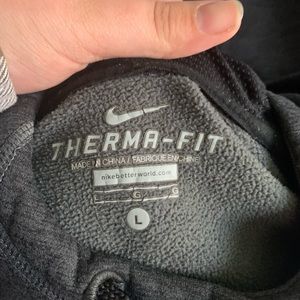 THERMA-FIT
MADE IN CHINA / FABRIQUE EN CHINE
nikebetterworld.com
G G
L